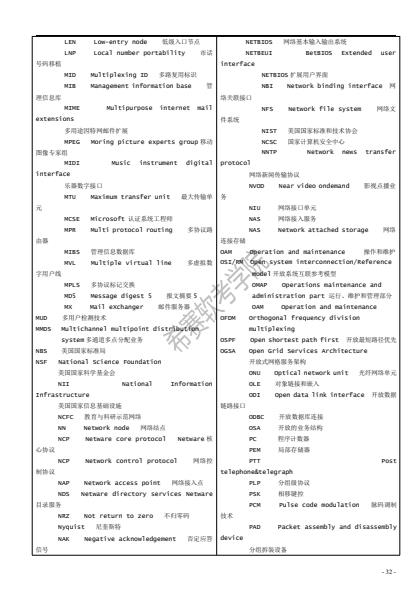 LEN Low-entry node 低级入口节点
LNP Local number portability 市话
号码移植
MID Multiplexing ID 多路复用标识
MIB Management information base 管
理信息库
MIME Multipurpose internet mail
extensions
多用途因特网邮件扩展
MPEG Moring picture experts group 移动
图像专家组
MIDI Music instrument digital
interface
乐器数字接口
MTU Maximum transfer unit 最大传输单
元
MCSE Microsoft 认证系统工程师
MPR Multi protocol routing 多协议路
由器
MIBS 管理信息数据库
MVL Multiple virtual line 多虚拟数
字用户线
MPLS 多协议标记交换
MD5 Message digest 5 报文摘要 5
MX Mail exchanger 邮件服务器
MUD 多用户检测技术
MMDS Multichannel multipoint distribution
system 多通道多点分配业务
NBS 美国国家标准局
NSF National Science Foundation
美国国家科学基金会
NII National Information
Infrastructure
美国国家信息基础设施
NCFC 教育与科研示范网络
NN Network node 网络结点
NCP Netware core protocol Netware 核
心协议
NCP Network control protocol 网络控
制协议
NAP Network access point 网络接入点
NDS Netware directory services Netware
目录服务
NRZ Not return to zero 不归零码
Nyquist 尼奎斯特
NAK Negative acknowledgement 否定应答
信号
NETBIOS 网络基本输入输出系统
NETBEUI BetBIOS Extended user
interface
NETBIOS 扩展用户界面
NBI Network binding interface 网
络关联接口
NFS Network file system 网络文
件系统
NIST 美国国家标准和技术协会
NCSC 国家计算机安全中心
NNTP Network news transfer
protocol
网络新闻传输协议
NVOD Near video ondemand 影视点播业
务
NIU 网络接口单元
NAS 网络接入服务
NAS Network attached storage 网络
连接存储
OAM Operation and maintenance 操作和维护
OSI/RM Open system interconnection/Reference
model 开放系统互联参考模型
OMAP Operations maintenance and
administration part 运行、维护和管理部分
OAM Operation and maintenance
OFDM Orthogonal frequency division
multiplexing
OSPF Open shortest path first 开放最短路径优先
OGSA Open Grid Services Architecture
开放式网格服务架构
ONU Optical network unit 光纤网络单元
OLE 对象链接和嵌入
ODI Open data link interface 开放数据
链路接口
ODBC 开放数据库连接
OSA 开放的业务结构
PC 程序计数器
PEM 局部存储器
PTT Post
telephone&telegraph
PLP 分组级协议
PSK 相移键控
PCM Pulse code modulation 脉码调制
技术
PAD Packet assembly and disassembly
device
分组拆装设备
希赛软考学院
- 32 -